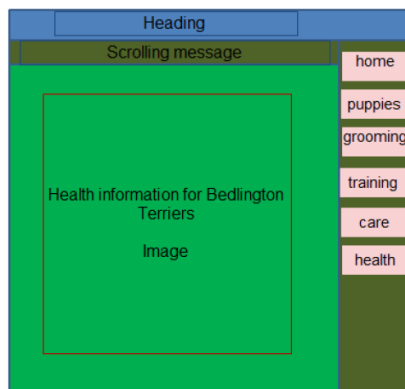 Heading
Scrolling message
home
puppies
grooming
training
care
health
Health information for Bedlington
Terriers
Image